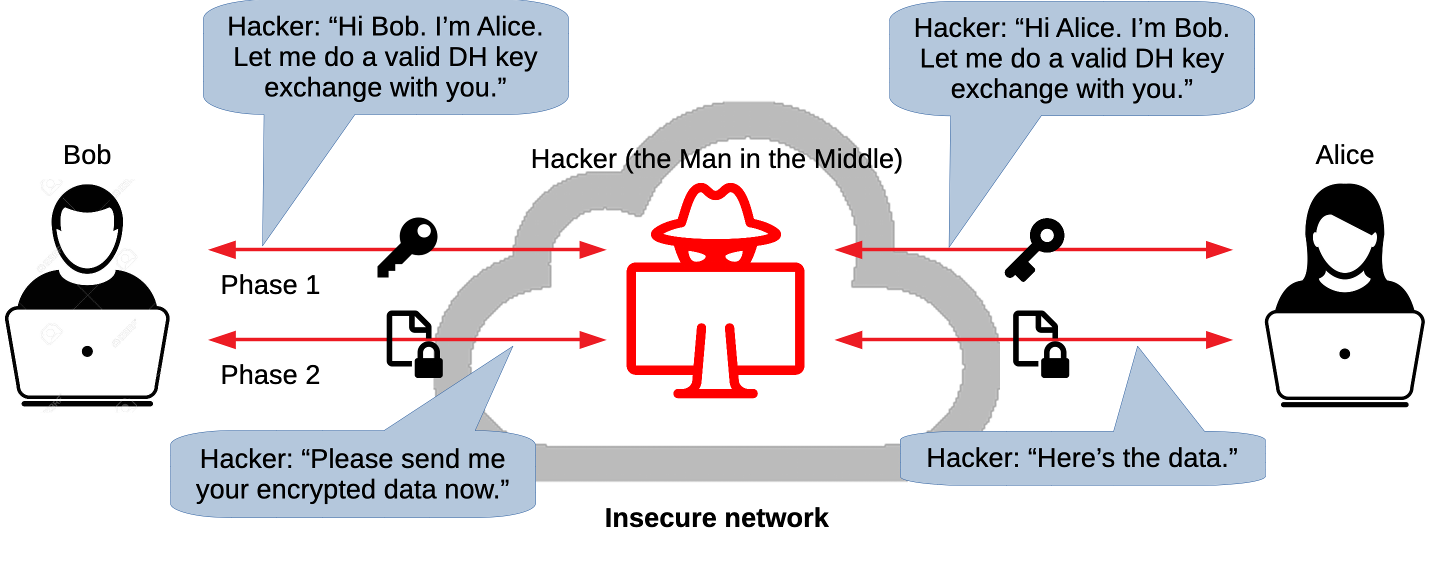 Hacker: “Hi Bob. I’m Alice.
Let me do a valid DH key
exchange with you.”
Hacker: “Hi Alice. I’m Bob.
Let me do a valid DH key
exchange with you.”
Bob
Hacker (the Man in the Middle)
Alice
Phase 1
Phase 2
Hacker: “Please send me
your encrypted data now.”
Hacker: “Here’s the data.”
Insecure network